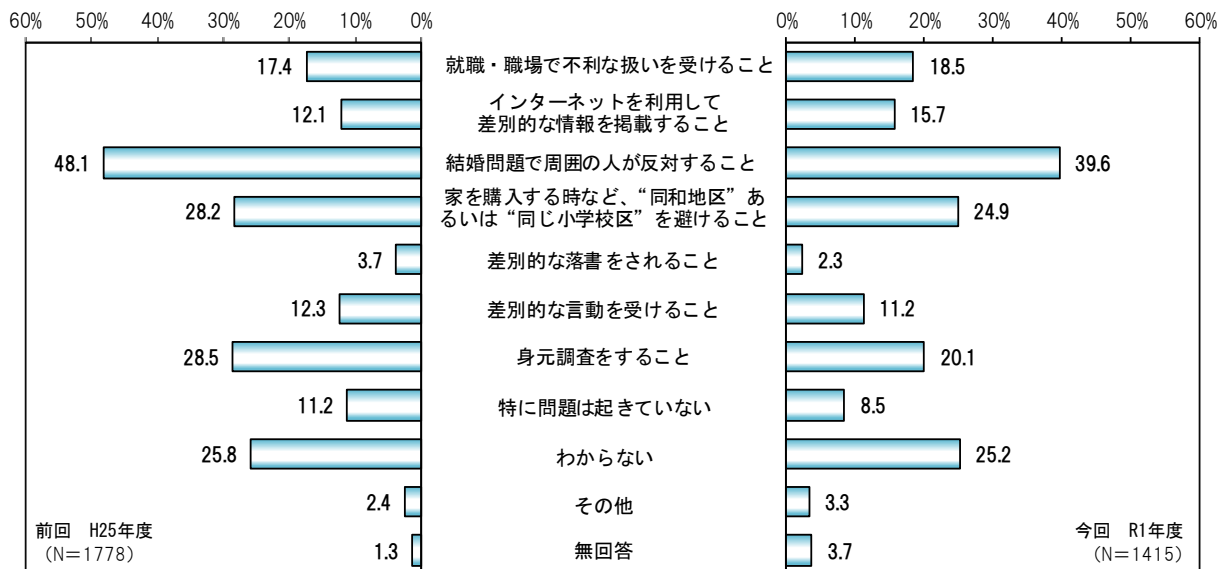 60% 50% 40% 30% 20% 10% 0%
0% 10% 20% 30% 40% 50% 60%
17.4 就職・職場で不利な扱いを受けること 18.5
インターネットを利用して
12.1 差別的な情報を掲載すること 15.7
48.1 結婚問題で周囲の人が反対すること 39.6
家を購入する時など、“同和地区”あ
28.2 るいは“同じ小学校区”を避けること 24.9
3.7 差別的な落書をされること 2.3
12.3 差別的な言動を受けること 11.2
28.5 身元調査をすること 20.1
11.2 特に問題は起きていない 8.5
25.8 わからない 25.2
2.4 その他 3.3
前回 H25年度
(N=1778)
1.3 無回答 3.7
今回 R1年度
(N=1415)